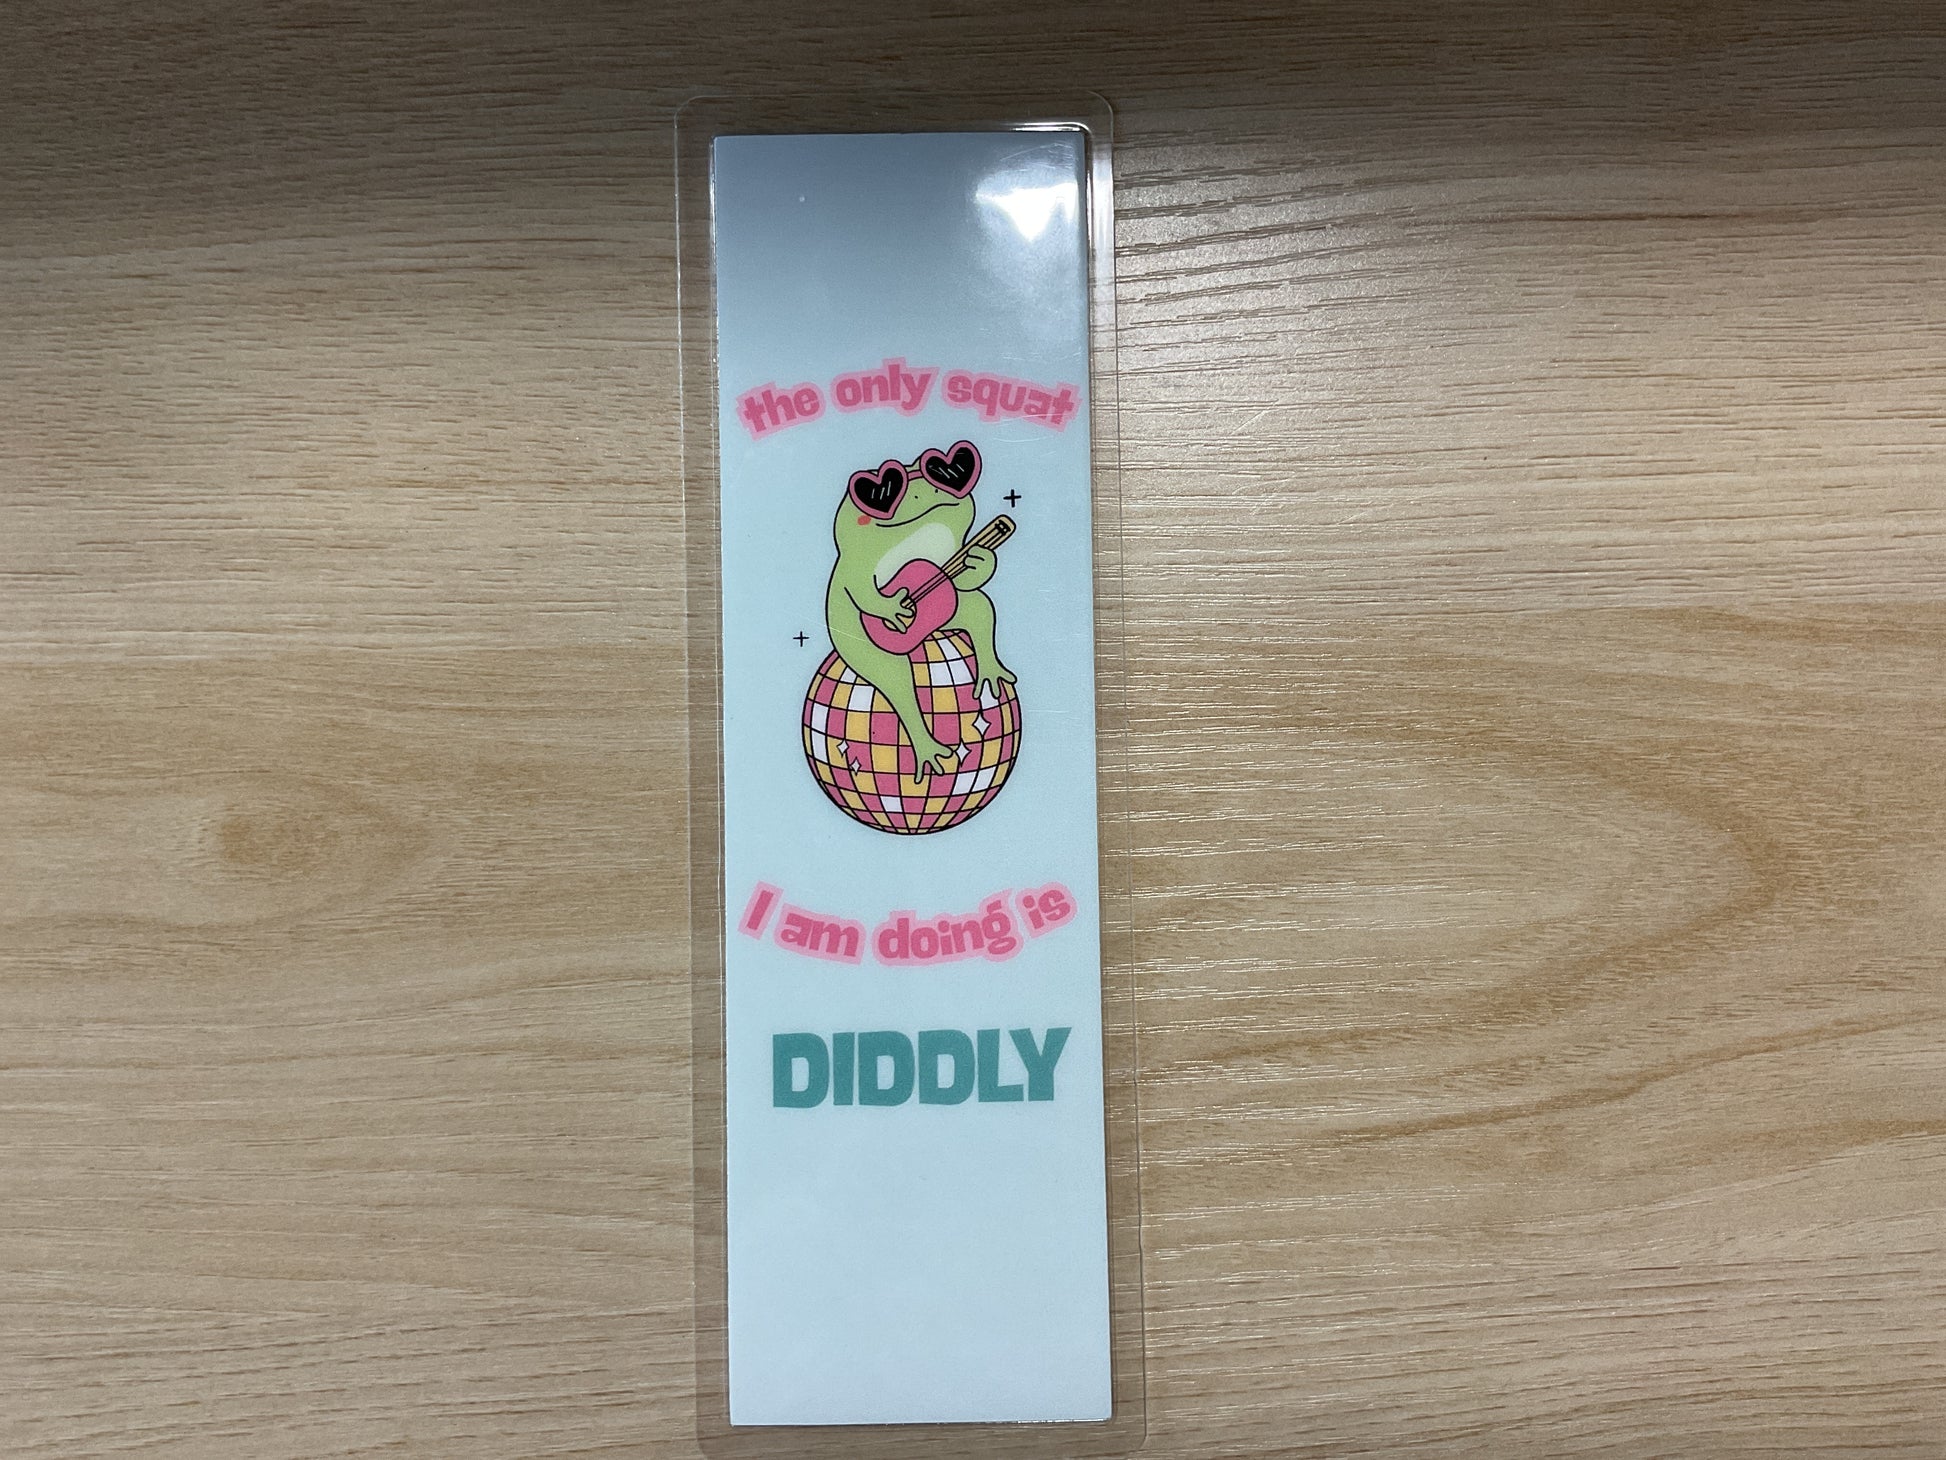 the only squat
I am doing is
DIDDLY